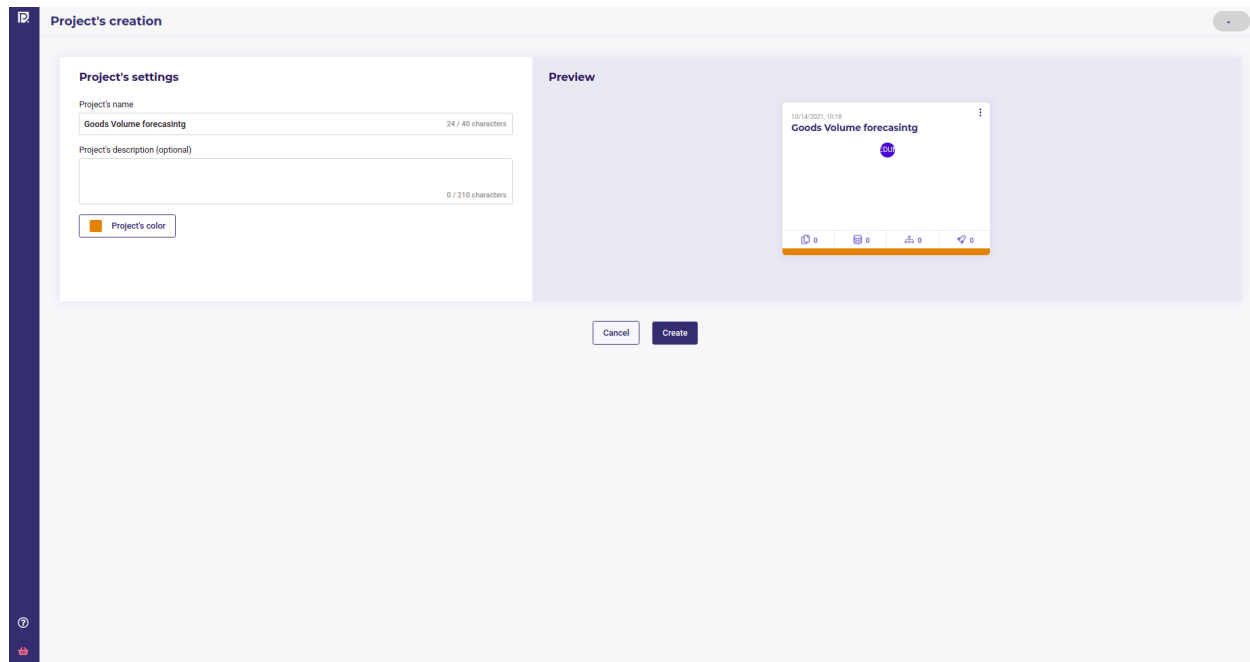 Project's creation
-
Project's settings
Project's name
Goods Volume forecasintg
24 / 40 characters
Project's description (optional)
0 / 210 characters
Project's color
Preview
10/14/2021, 10:18
Goods Volume forecasintg
0
0
0
0
Cancel
Create